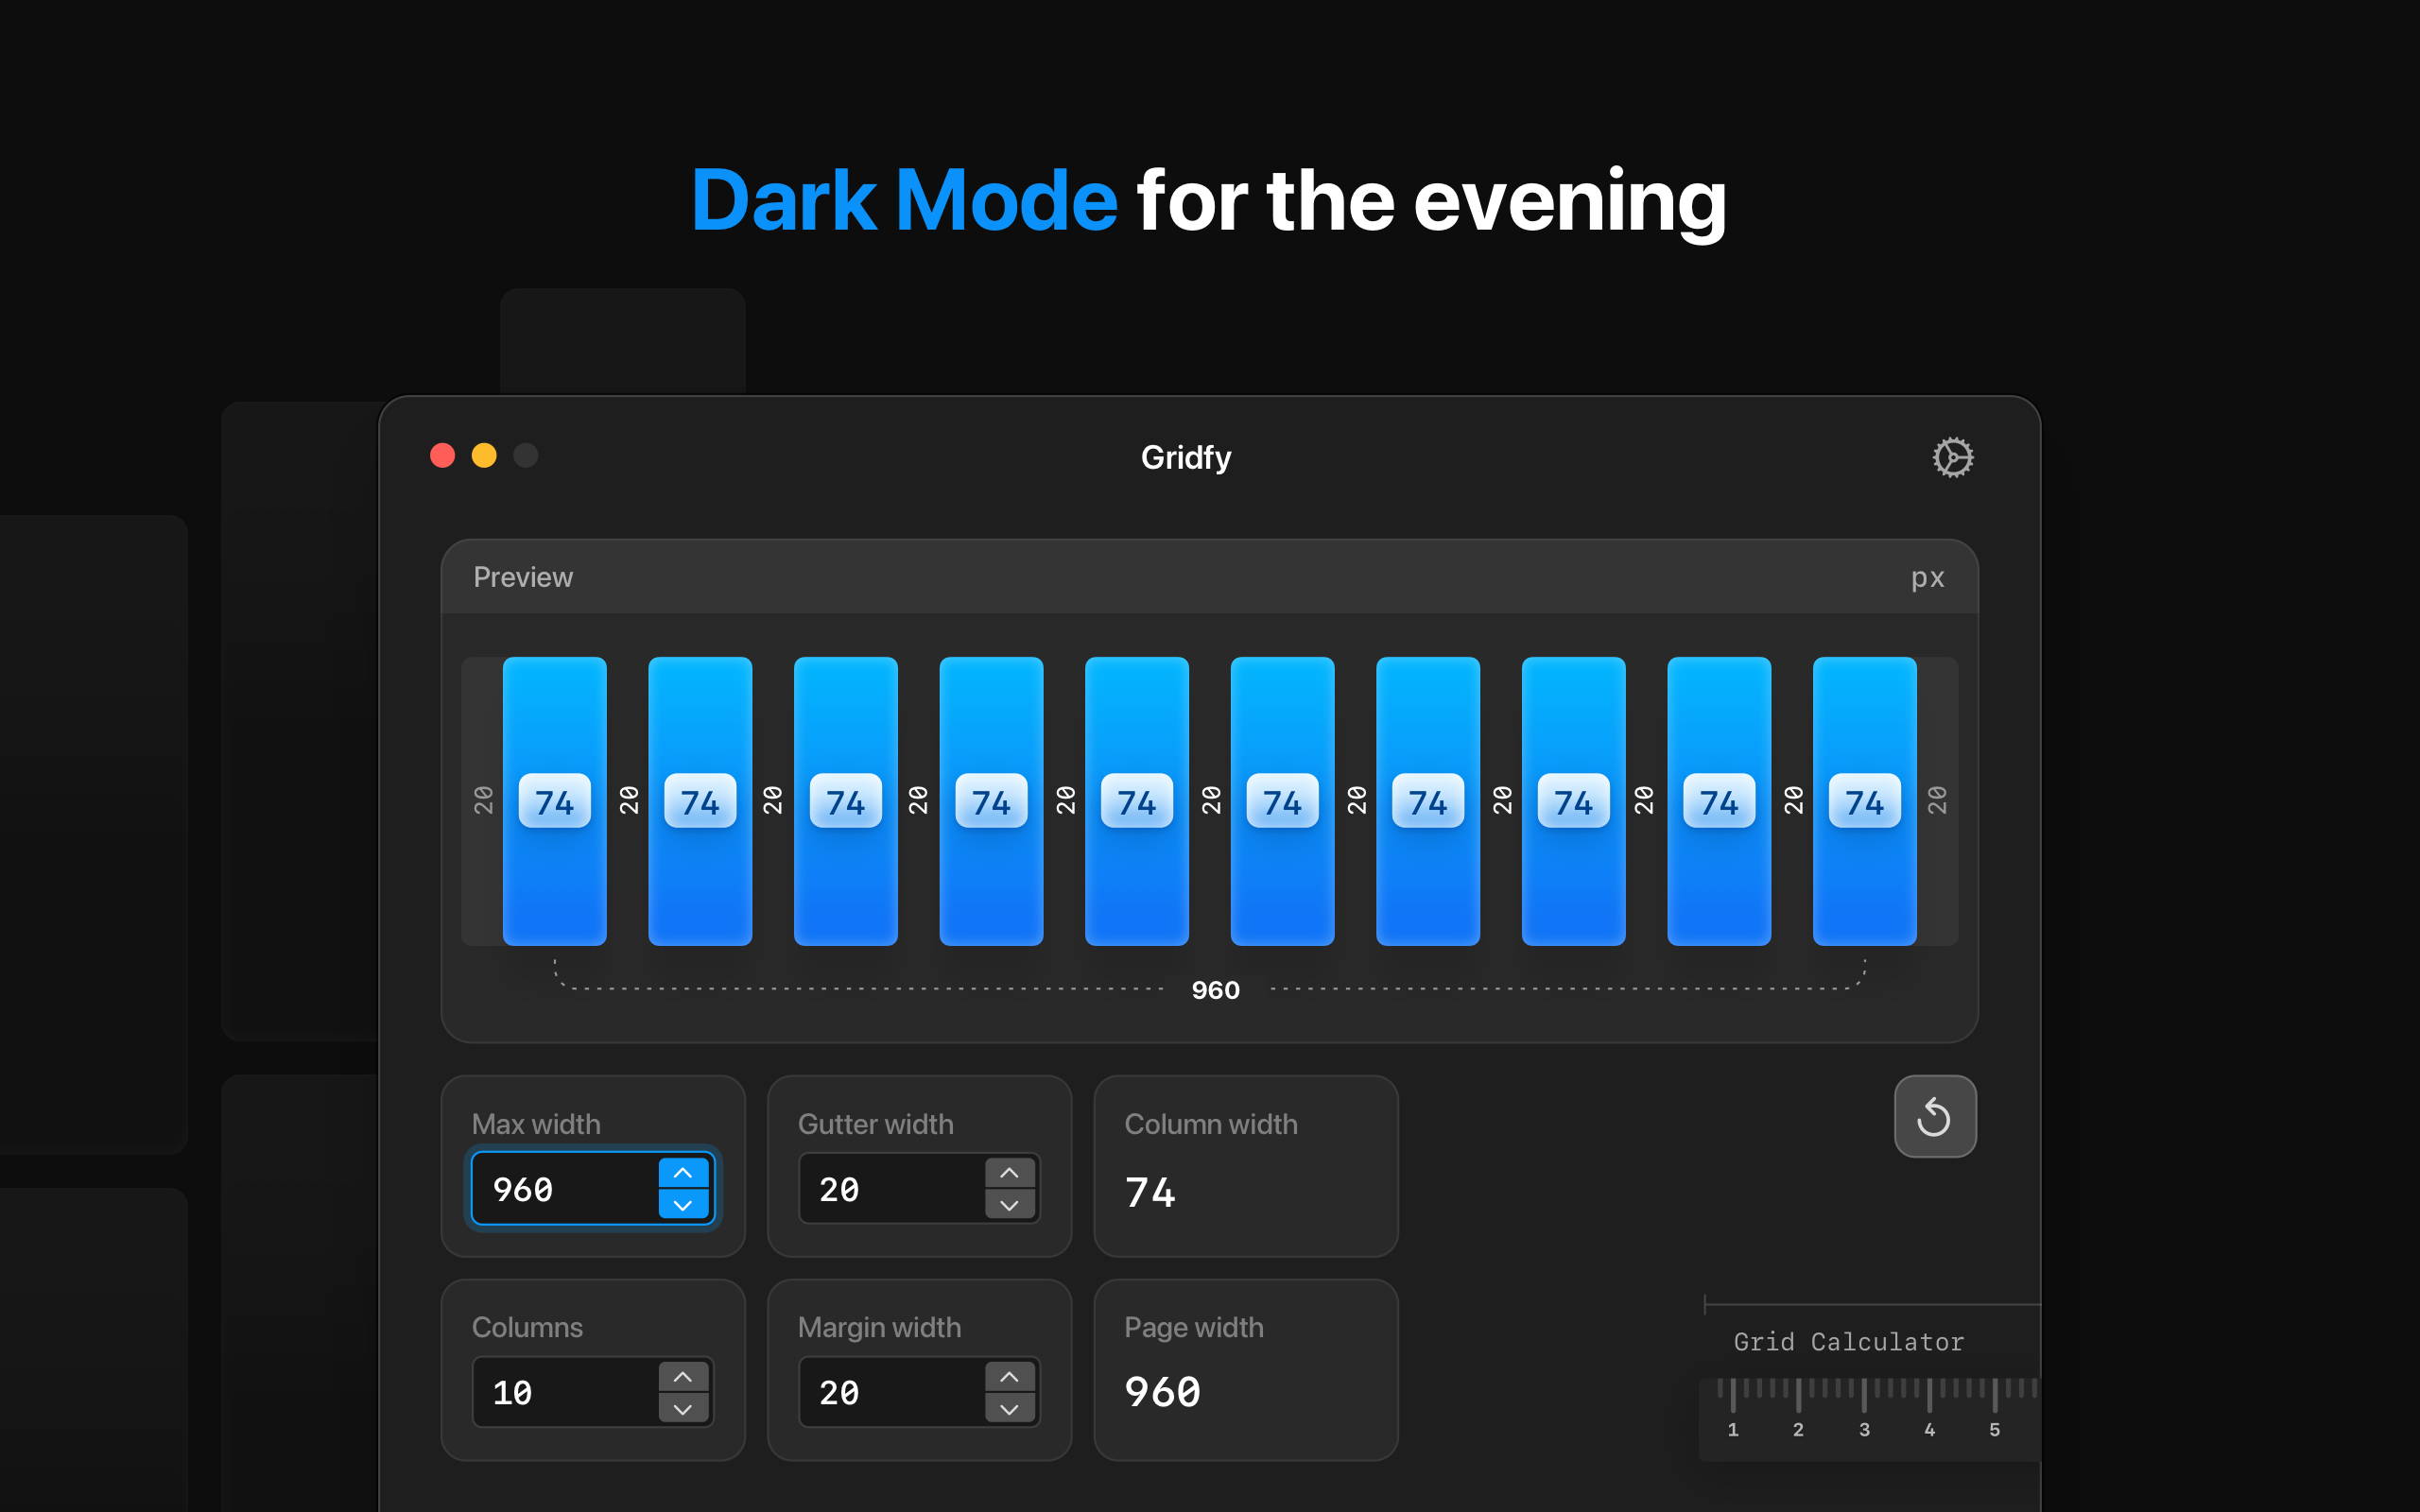 Dark Mode for the evening
Gridfy
Preview px
20 74 20 74 20 74 20 74 20 74 20 74 20 74 20 74 20 74 20 74 20
960
Max width Gutter width Column width
960 20 74
Columns Margin width Page width
10 20 960
Grid Calculator
1 2 3 4 5